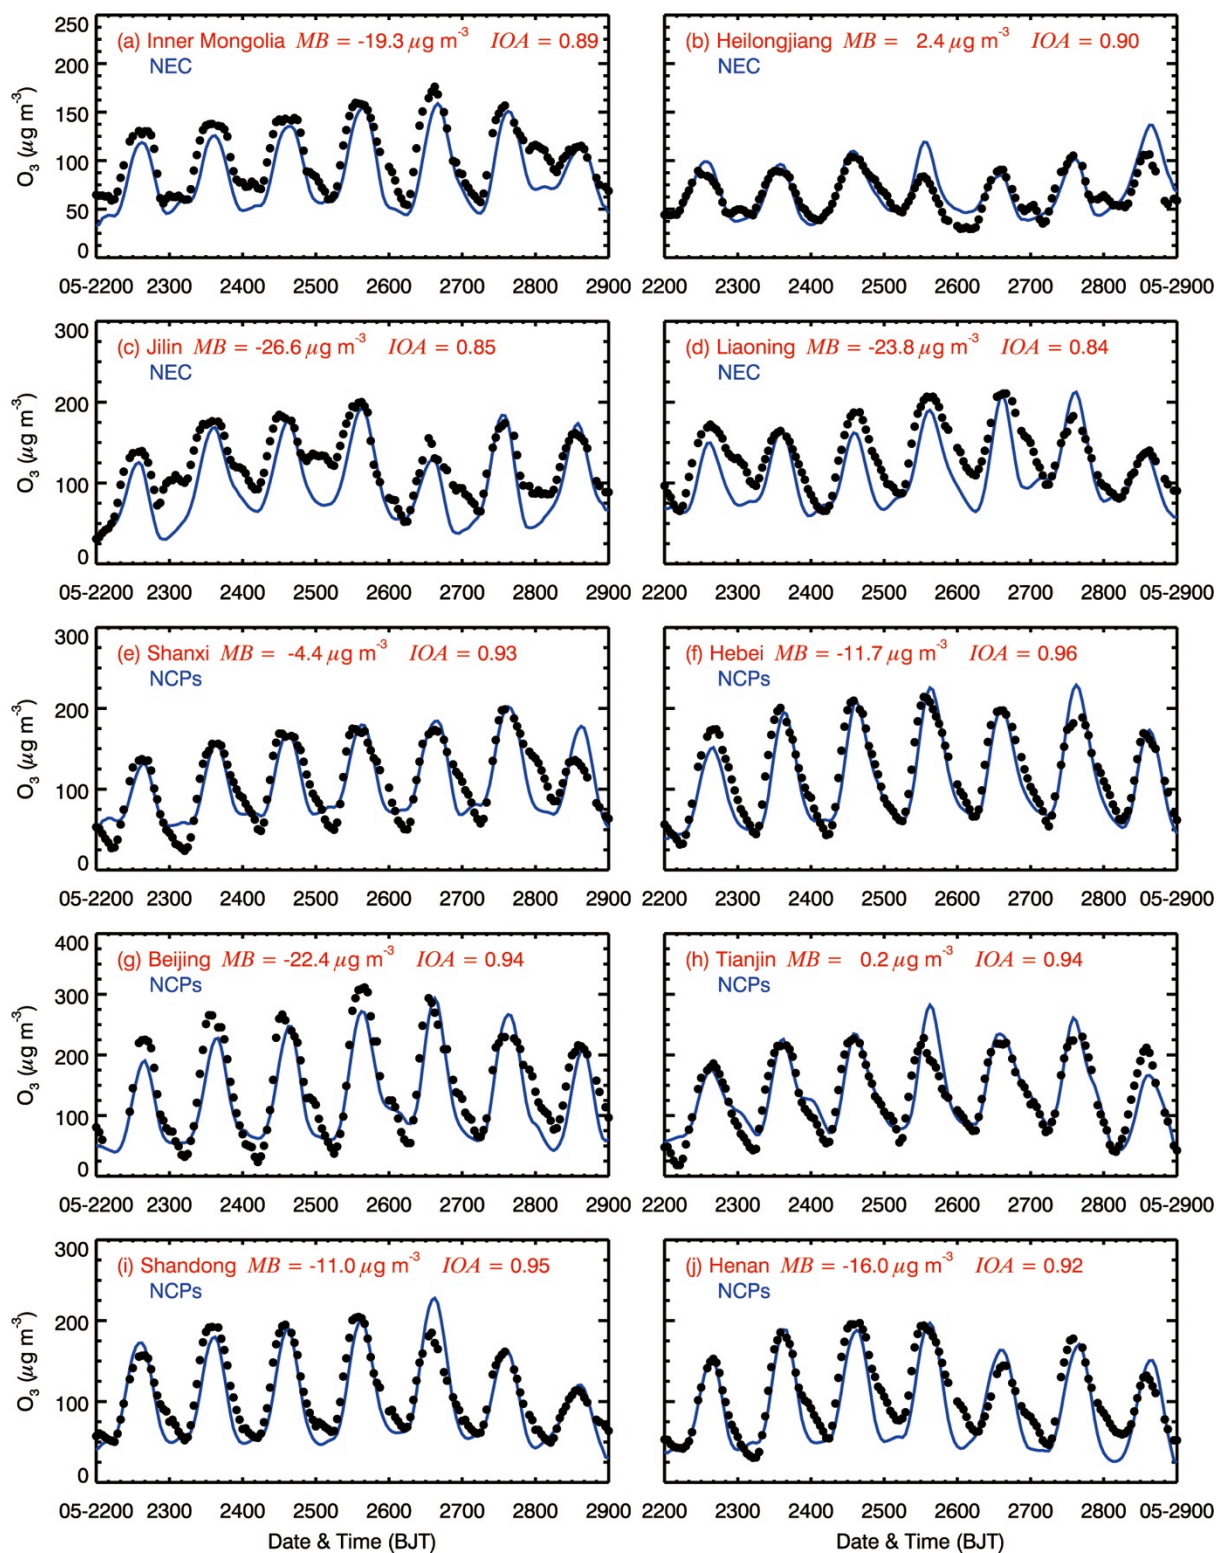 (a) Inner Mongolia MB = -19.3 μg m-3 IOA = 0.89
NEC
(b) Heilongjiang MB = 2.4 μg m-3 IOA = 0.90
NEC
O3 (μg m-3)
250
200
150
100
50
0
05-2200 2300 2400 2500 2600 2700 2800 2900
2200 2300 2400 2500 2600 2700 2800 05-2900
(c) Jilin MB = -26.6 μg m-3 IOA = 0.85
NEC
(d) Liaoning MB = -23.8 μg m-3 IOA = 0.84
NEC
O3 (μg m-3)
300
200
100
0
05-2200 2300 2400 2500 2600 2700 2800 2900
2200 2300 2400 2500 2600 2700 2800 05-2900
(e) Shanxi MB = -4.4 μg m-3 IOA = 0.93
NCPs
(f) Hebei MB = -11.7 μg m-3 IOA = 0.96
NCPs
O3 (μg m-3)
300
200
100
0
05-2200 2300 2400 2500 2600 2700 2800 2900
2200 2300 2400 2500 2600 2700 2800 05-2900
(g) Beijing MB = -22.4 μg m-3 IOA = 0.94
NCPs
(h) Tianjin MB = 0.2 μg m-3 IOA = 0.94
NCPs
O3 (μg m-3)
400
300
200
100
0
05-2200 2300 2400 2500 2600 2700 2800 2900
2200 2300 2400 2500 2600 2700 2800 05-2900
(i) Shandong MB = -11.0 μg m-3 IOA = 0.95
NCPs
(j) Henan MB = -16.0 μg m-3 IOA = 0.92
NCPs
O3 (μg m-3)
300
200
100
0
05-2200 2300 2400 2500 2600 2700 2800 2900
2200 2300 2400 2500 2600 2700 2800 05-2900
Date & Time (BJT)
Date & Time (BJT)